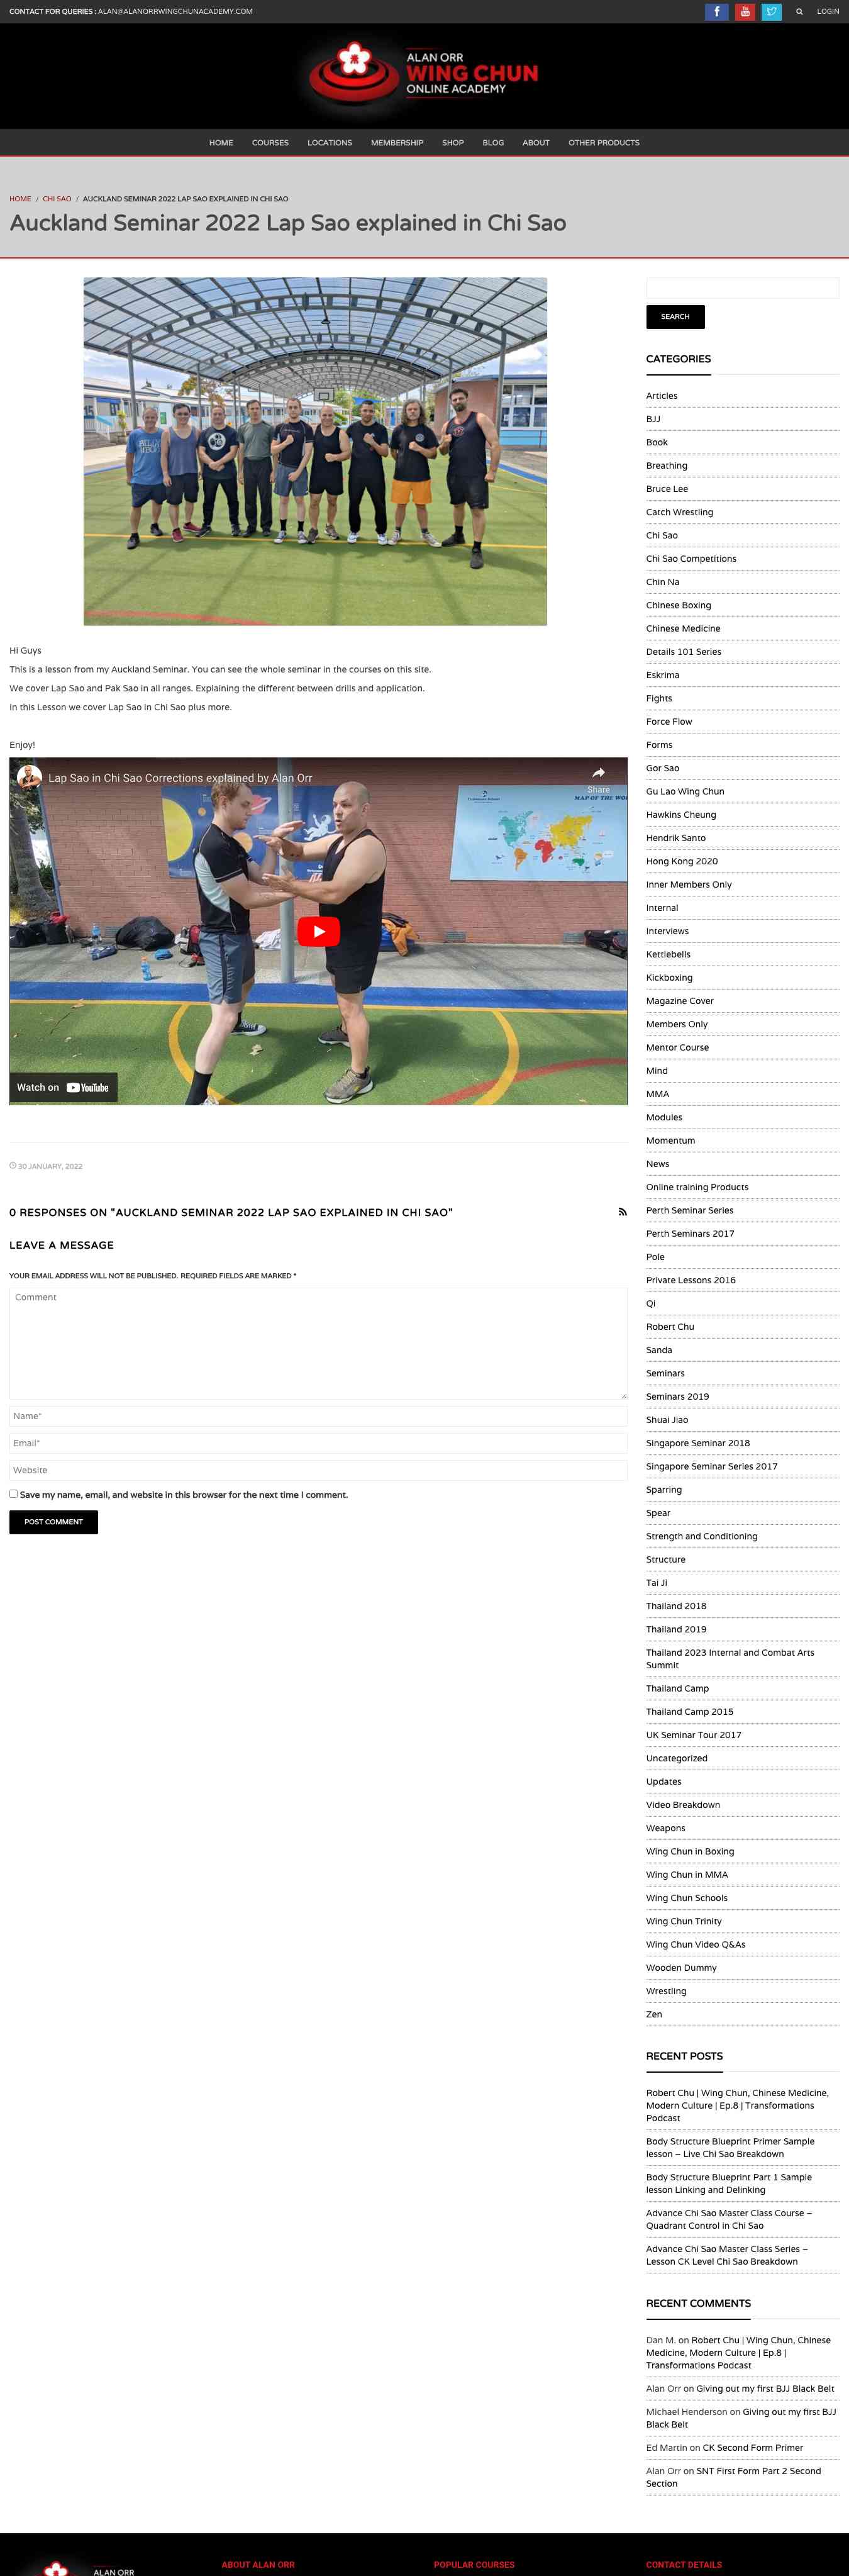 CONTACT FOR QUERIES : ALAN@ALANORRWINGCHUNACADEMY.COM
LOGIN
ALAN ORR
WING CHUN
ONLINE ACADEMY
HOME COURSES LOCATIONS MEMBERSHIP SHOP BLOG ABOUT OTHER PRODUCTS
HOME / CHI SAO / AUCKLAND SEMINAR 2022 LAP SAO EXPLAINED IN CHI SAO
Auckland Seminar 2022 Lap Sao explained in Chi Sao
Hi Guys
This is a lesson from my Auckland Seminar. You can see the whole seminar in the courses on this site.
We cover Lap Sao and Pak Sao in all ranges. Explaining the different between drills and application.
In this Lesson we cover Lap Sao in Chi Sao plus more.
Enjoy!
Lap Sao in Chi Sao Corrections explained by Alan Orr
Share
MAP OF THE WO
Watch on YouTube
30 JANUARY, 2022
0 RESPONSES ON "AUCKLAND SEMINAR 2022 LAP SAO EXPLAINED IN CHI SAO"
LEAVE A MESSAGE
YOUR EMAIL ADDRESS WILL NOT BE PUBLISHED. REQUIRED FIELDS ARE MARKED *
Comment
Name*
Email*
Website
Save my name, email, and website in this browser for the next time I comment.
POST COMMENT
SEARCH
CATEGORIES
Articles
BJJ
Book
Breathing
Bruce Lee
Catch Wrestling
Chi Sao
Chi Sao Competitions
Chin Na
Chinese Boxing
Chinese Medicine
Details 101 Series
Eskrima
Fights
Force Flow
Forms
Gor Sao
Gu Lao Wing Chun
Hawkins Cheung
Hendrik Santo
Hong Kong 2020
Inner Members Only
Internal
Interviews
Kettlebells
Kickboxing
Magazine Cover
Members Only
Mentor Course
Mind
MMA
Modules
Momentum
News
Online training Products
Perth Seminar Series
Perth Seminars 2017
Pole
Private Lessons 2016
Qi
Robert Chu
Sanda
Seminars
Seminars 2019
Shuai Jiao
Singapore Seminar 2018
Singapore Seminar Series 2017
Sparring
Spear
Strength and Conditioning
Structure
Tai Ji
Thailand 2018
Thailand 2019
Thailand 2023 Internal and Combat Arts
Summit
Thailand Camp
Thailand Camp 2015
UK Seminar Tour 2017
Uncategorized
Updates
Video Breakdown
Weapons
Wing Chun in Boxing
Wing Chun in MMA
Wing Chun Schools
Wing Chun Trinity
Wing Chun Video Q&As
Wooden Dummy
Wrestling
Zen
RECENT POSTS
Robert Chu | Wing Chun, Chinese Medicine,
Modern Culture | Ep.8 | Transformations
Podcast
Body Structure Blueprint Primer Sample
lesson – Live Chi Sao Breakdown
Body Structure Blueprint Part 1 Sample
lesson Linking and Delinking
Advance Chi Sao Master Class Course –
Quadrant Control in Chi Sao
Advance Chi Sao Master Class Series –
Lesson CK Level Chi Sao Breakdown
RECENT COMMENTS
Dan M. on Robert Chu | Wing Chun, Chinese
Medicine, Modern Culture | Ep.8 |
Transformations Podcast
Alan Orr on Giving out my first BJJ Black Belt
Michael Henderson on Giving out my first BJJ
Black Belt
Ed Martin on CK Second Form Primer
Alan Orr on SNT First Form Part 2 Second
Section
ALAN ORR
ABOUT ALAN ORR
POPULAR COURSES
CONTACT DETAILS